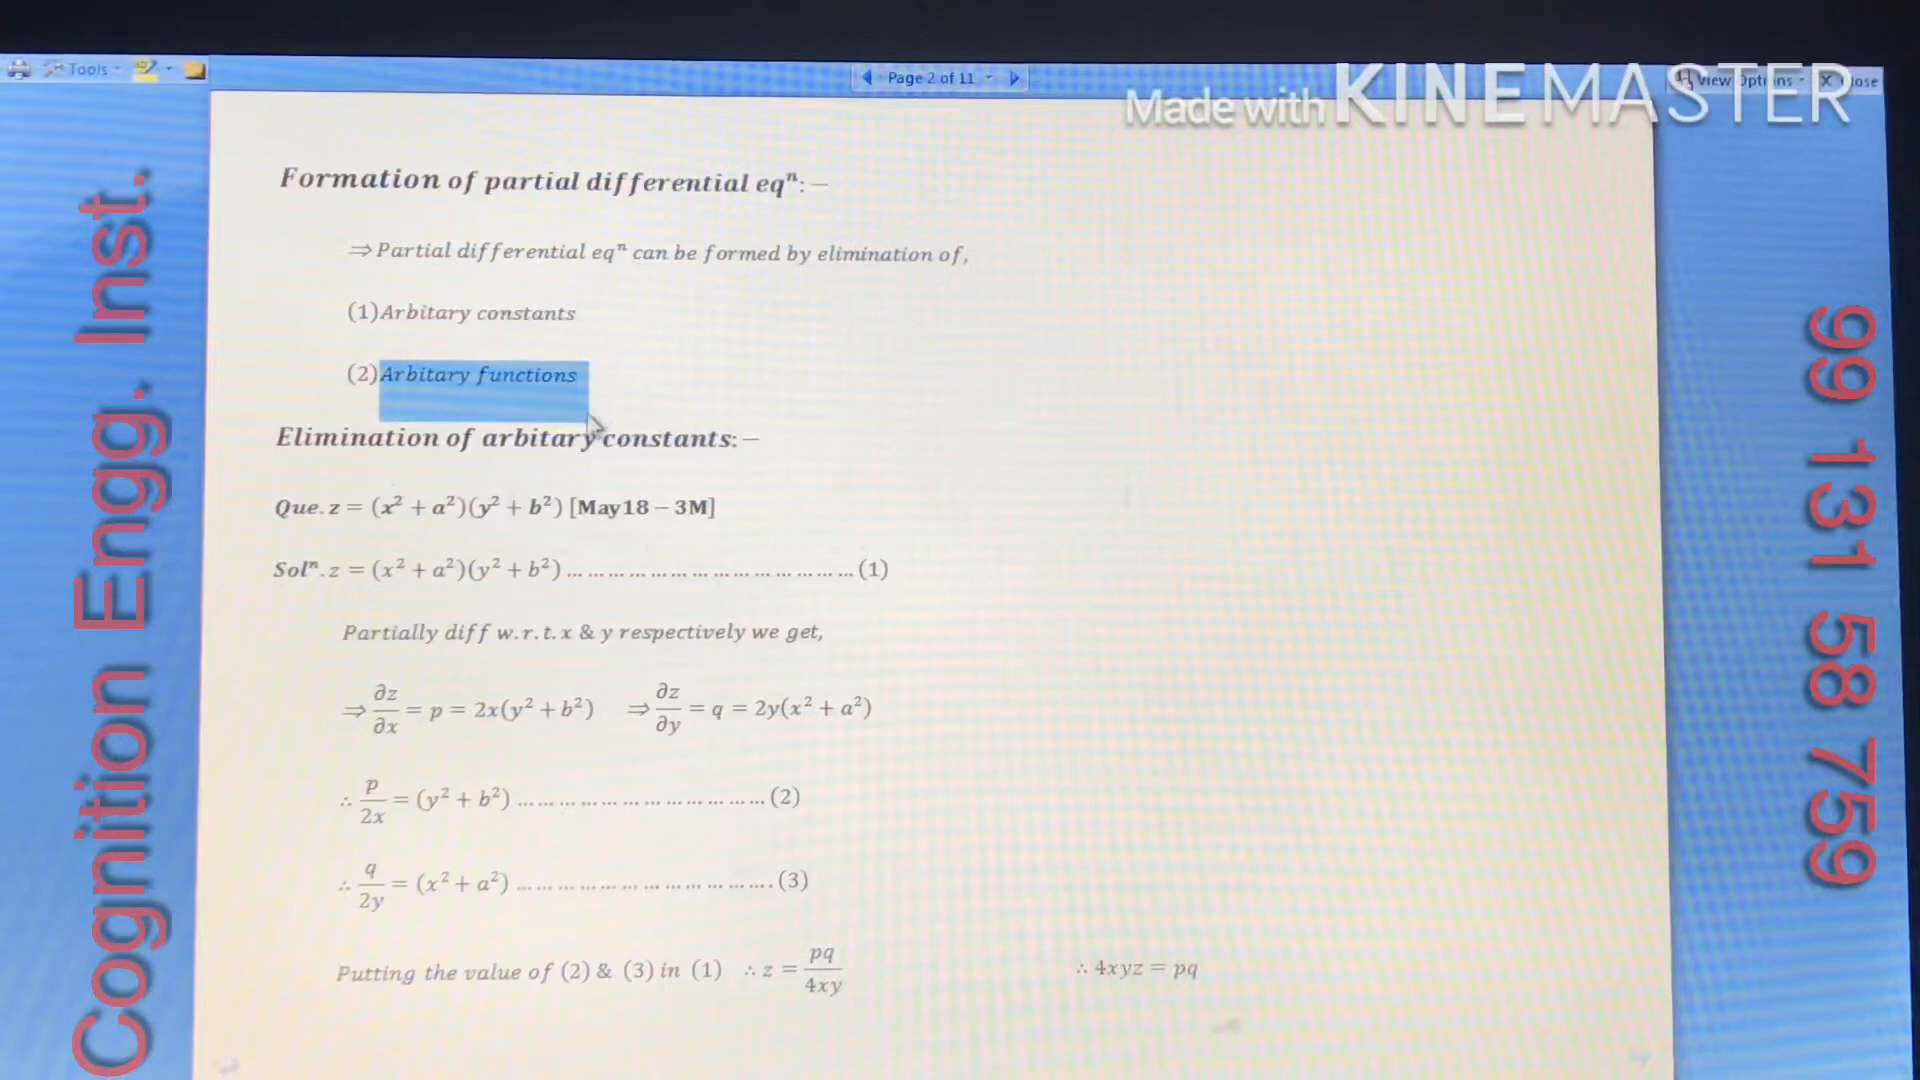 Tools
Page 2 of 11
View Options
Close
Made with KINEMASTER
Cognition Engg. Inst.
99 131 58 759
Formation of partial differential eqⁿ: −
⇒ Partial differential eqⁿ can be formed by elimination of,
(1)Arbitary constants
(2)Arbitary functions
Elimination of arbitary constants: −
Que. z = (x² + a²)(y² + b²) [May18 − 3M]
Solⁿ. z = (x² + a²)(y² + b²) … … … … … … … … … … … … … … (1)
Partially diff w.r.t. x & y respectively we get,
⇒ ∂z/∂x = p = 2x(y² + b²) ⇒ ∂z/∂y = q = 2y(x² + a²)
∴ p/2x = (y² + b²) … … … … … … … … … … … … (2)
∴ q/2y = (x² + a²) … … … … … … … … … … … …. (3)
Putting the value of (2) & (3) in (1) ∴ z = pq/4xy ∴ 4xyz = pq